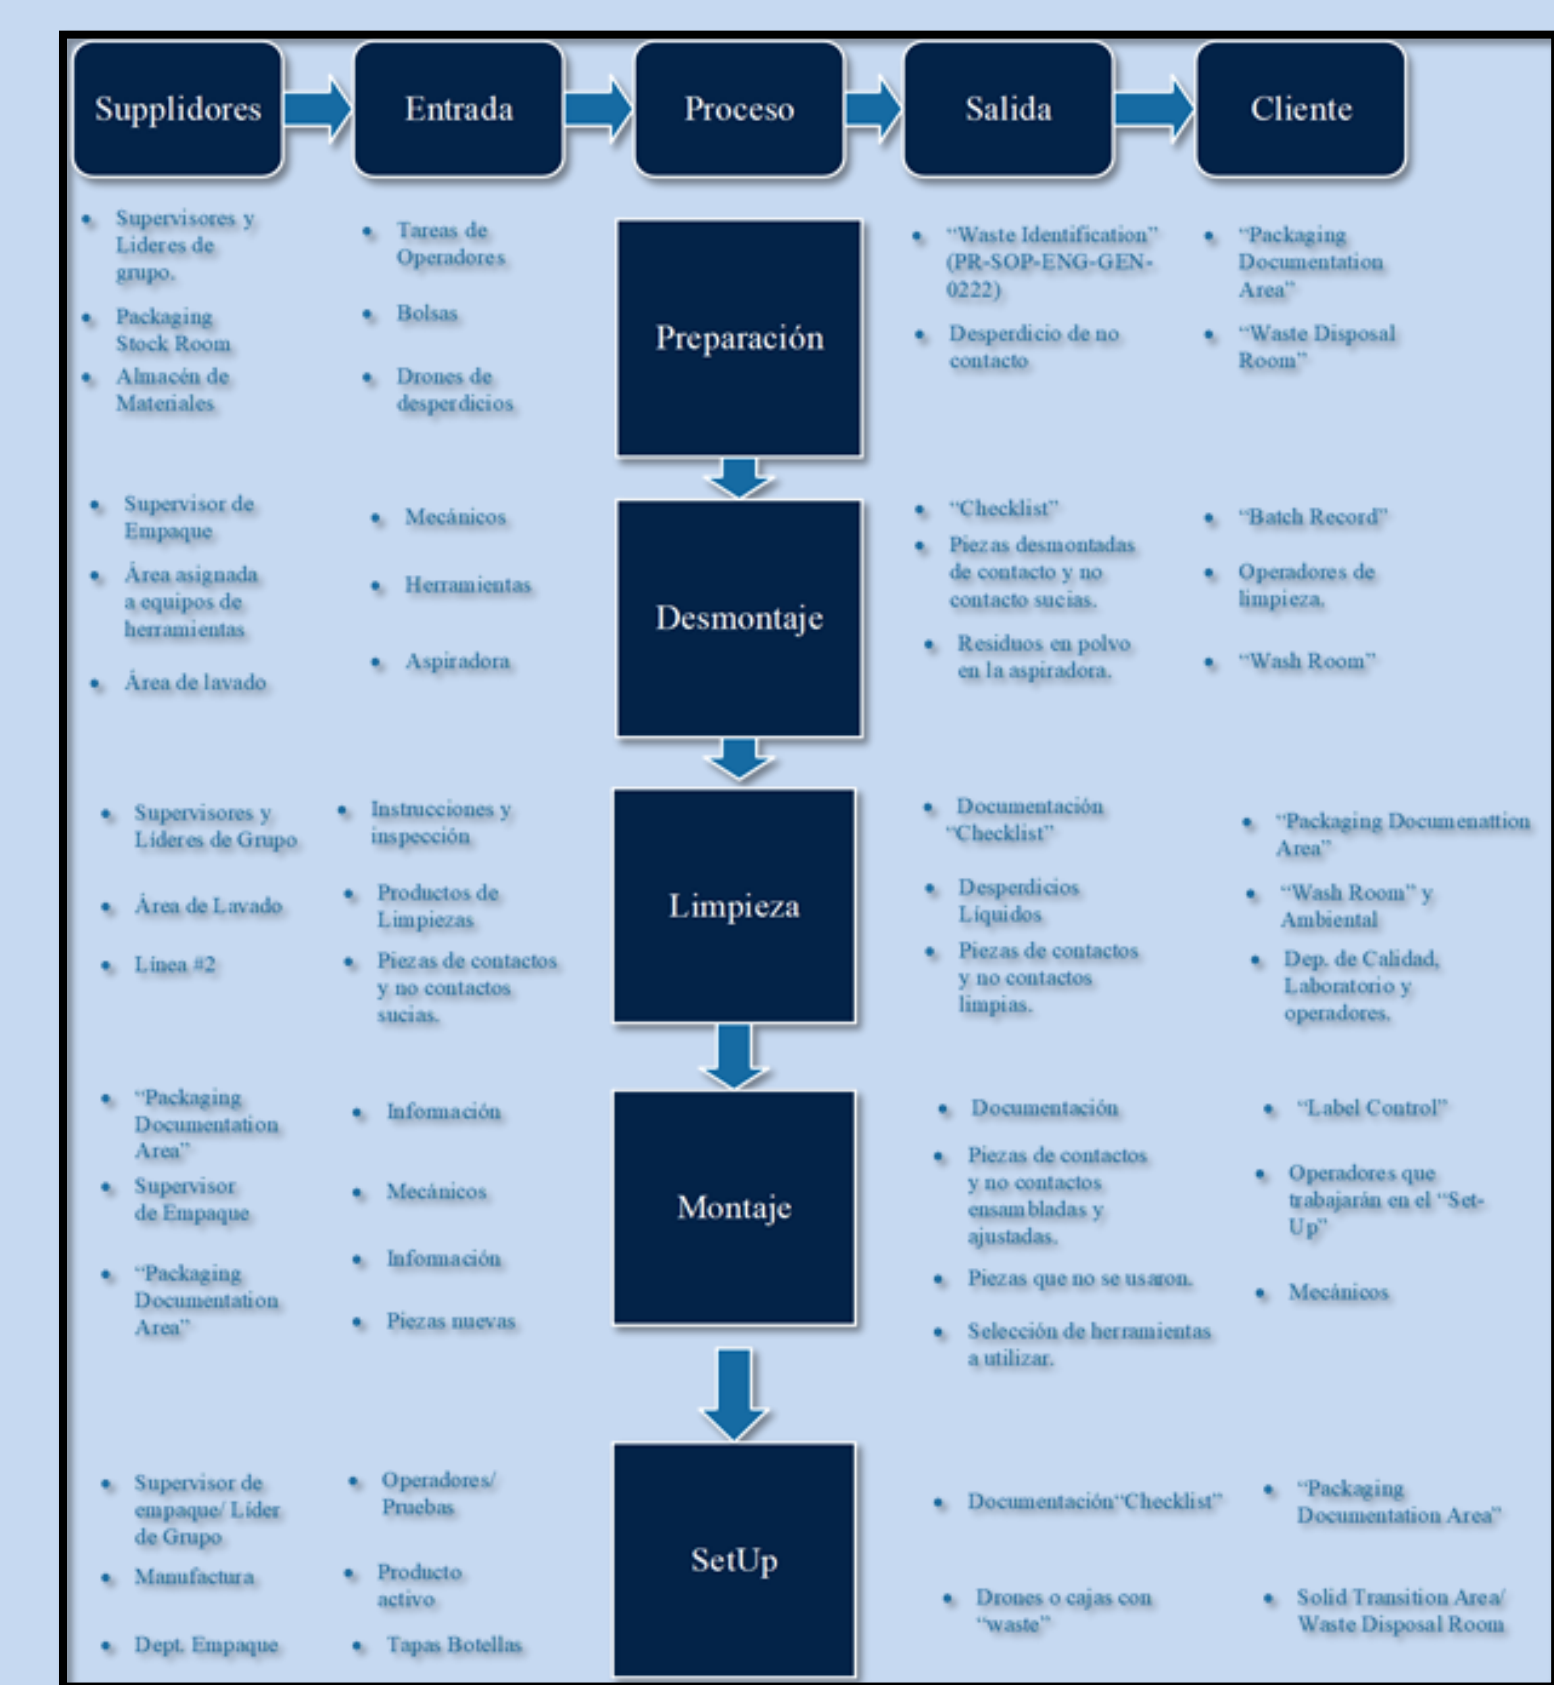 Supplidores
Entrada
Proceso
Salida
Cliente
Supervisores y
Lideres de
grupo.
Packaging
Stock Room
Almacén de
Materiales
Tareas de
Operadores
Bolsas
Drones de
desperdicios
Preparación
“Waste Identification”
(PR-SOP-ENG-GEN-
0222)
Desperdicio de no
contacto
“Packaging
Documentation
Area”
“Waste Disposal
Room”
Supervisor de
Empaque
Área asignada
a equipos de
herramientas
Área de lavado
Mecánicos
Herramientas
Aspiradora
Desmontaje
“Checklist”
Piezas desmontadas
de contacto y no
contacto sucias.
Residuos en polvo
en la aspiradora.
“Batch Record”
Operadores de
limpieza.
“Wash Room”
Supervisores y
Líderes de Grupo
Área de Lavado
Línea #2
Instrucciones y
inspección
Productos de
Limpiezas
Piezas de contactos
y no contactos
sucias.
Limpieza
Documentación
“Checklist”
Desperdicios
Líquidos
Piezas de contactos
y no contactos
limpias.
“Packaging Documenattion
Area”
“Wash Room” y
Ambiental
Dep. de Calidad,
Laboratorio y
operadores.
“Packaging
Documentation
Area”
Supervisor
de Empaque
“Packaging
Documentation
Area”
Información
Mecánicos
Información
Piezas nuevas
Montaje
Documentación
Piezas de contactos
y no contactos
ensambladas y
ajustadas.
Piezas que no se usaron.
Selección de herramientas
a utilizar.
“Label Control”
Operadores que
trabajarán en el “Set-
Up”
Mecánicos
Supervisor de
empaque/ Líder
de Grupo
Manufactura
Dept. Empaque
Operadores/
Pruebas
Producto
activo
Tapas Botellas
SetUp
Documentación“Checklist”
Drones o cajas con
“waste”
“Packaging
Documentation Area”
Solid Transition Area/
Waste Disposal Room